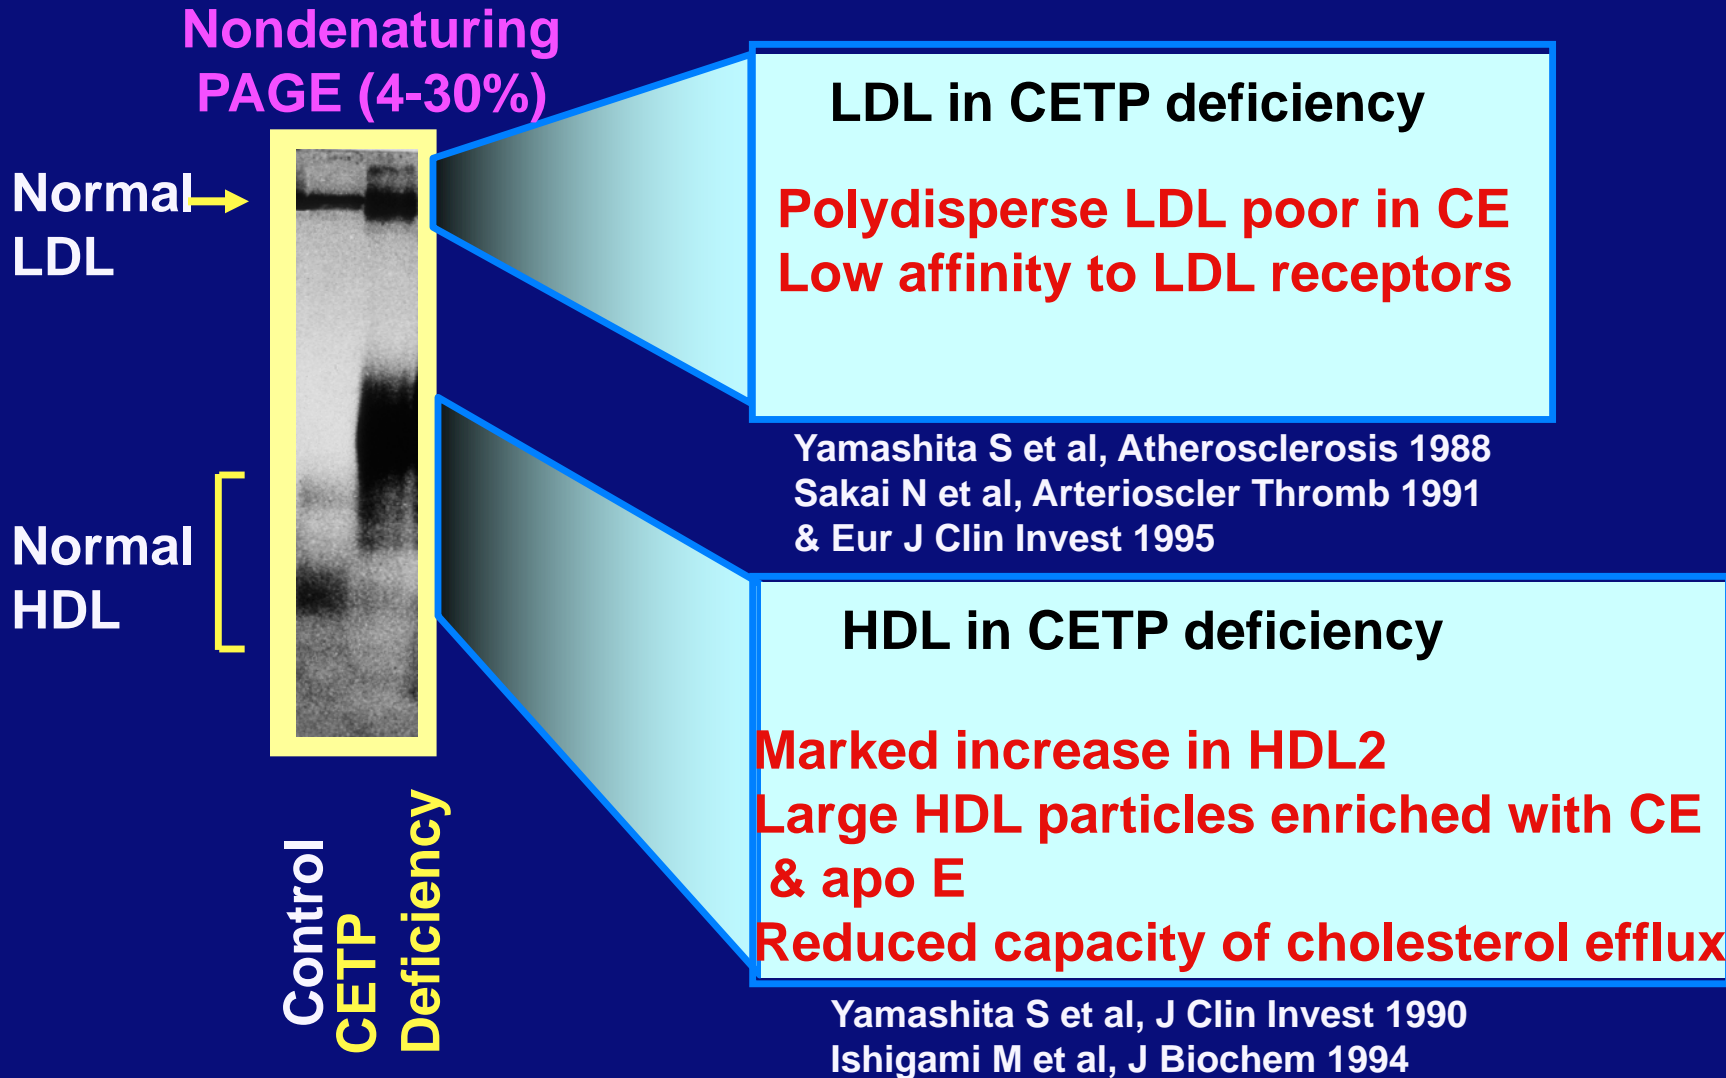 Nondenaturing
PAGE (4-30%)
Normal
LDL
Normal
HDL
Control
CETP
Deficiency
LDL in CETP deficiency
Polydisperse LDL poor in CE
Low affinity to LDL receptors
Yamashita S et al, Atherosclerosis 1988
Sakai N et al, Arterioscler Thromb 1991
& Eur J Clin Invest 1995
HDL in CETP deficiency
Marked increase in HDL2
Large HDL particles enriched with CE
& apo E
Reduced capacity of cholesterol efflux
Yamashita S et al, J Clin Invest 1990
Ishigami M et al, J Biochem 1994